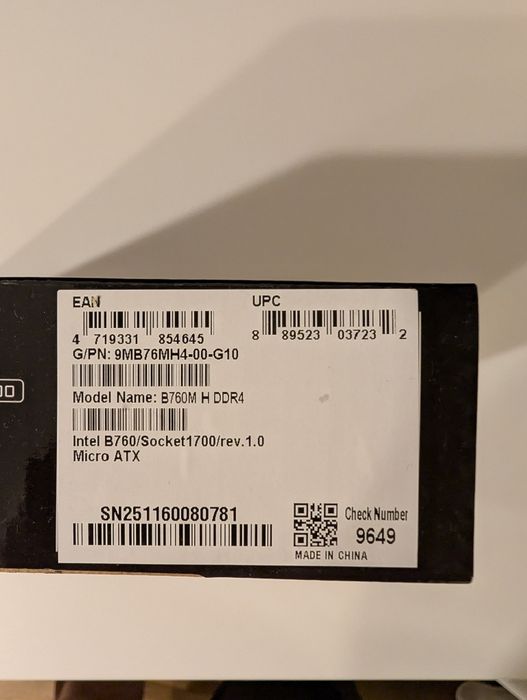 EAN
UPC
4 719331 854645
8 89523 03723 2
G/PN: 9MB76MH4-00-G10
Model Name: B760M H DDR4
Intel B760/Socket1700/rev.1.0
Micro ATX
SN251160080781
Check Number
9649
MADE IN CHINA